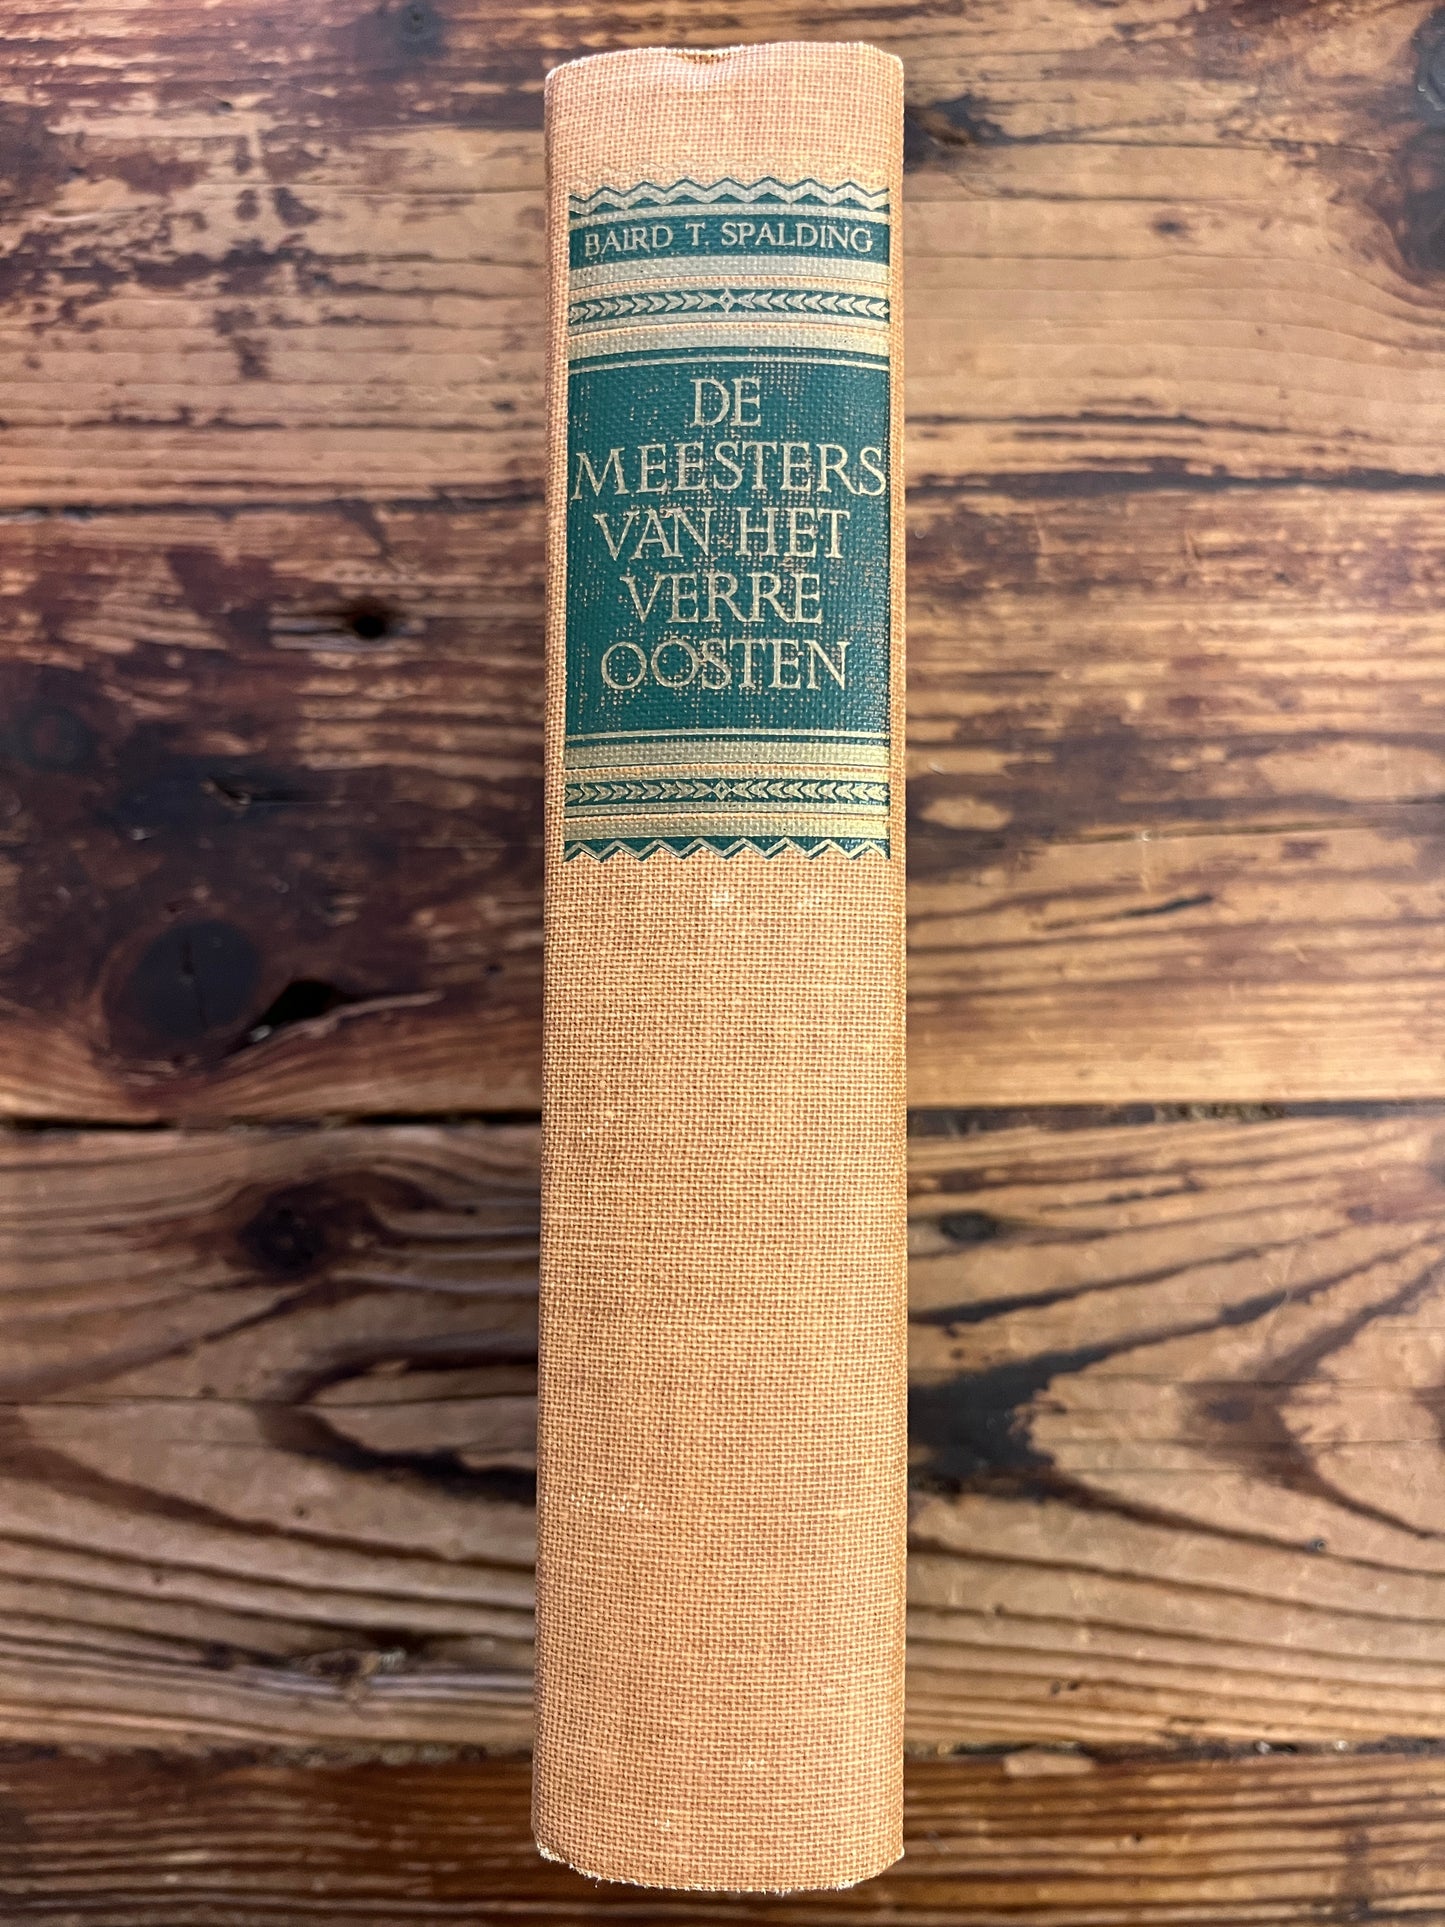 BAIRD T. SPALDING
DE
MEESTERS
VAN HET
VERRE
OOSTEN